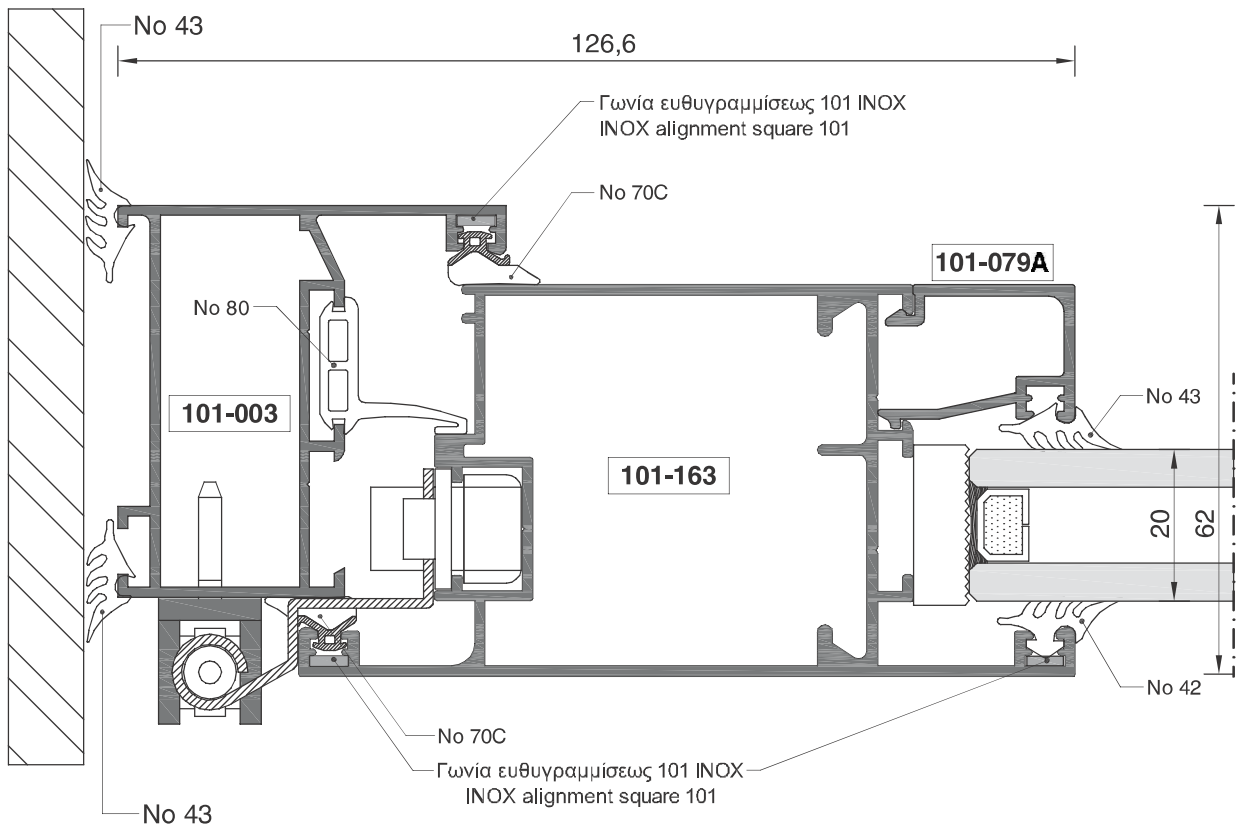 No 43
126,6
Γωνία ευθυγραμμίσεως 101 INOX
INOX alignment square 101
No 70C
101-079A
No 80
101-003
No 43
101-163
20
62
No 42
No 70C
Γωνία ευθυγραμμίσεως 101 INOX
INOX alignment square 101
No 43